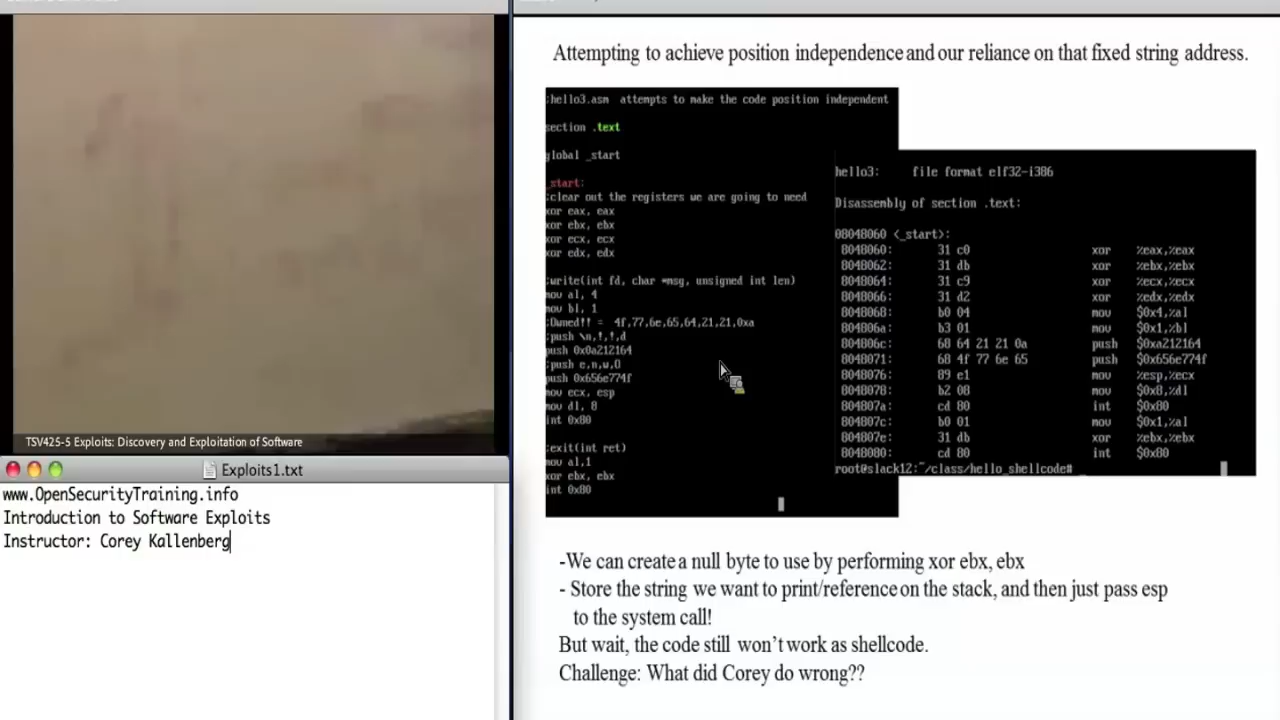 Attempting to achieve position independence and our reliance on that fixed string address.
;hello3.asm attempts to make the code position independent
section .text
global _start
_start:
;clear out the registers we are going to need
xor eax, eax
xor ebx, ebx
xor ecx, ecx
xor edx, edx
;write(int fd, char *msg, unsigned int len)
mov al, 4
mov bl, 1
;Owned!! = 4f,77,6e,65,64,21,21,0xa
;push \n,!,!,d
push 0x0a212164
;push e,n,w,O
push 0x656e774f
mov ecx, esp
mov dl, 8
int 0x80
;exit(int ret)
mov al,1
xor ebx, ebx
int 0x80
hello3: file format elf32-i386
Disassembly of section .text:
08048060 <_start>:
8048060: 31 c0 xor %eax,%eax
8048062: 31 db xor %ebx,%ebx
8048064: 31 c9 xor %ecx,%ecx
8048066: 31 d2 xor %edx,%edx
8048068: b0 04 mov $0x4,%al
804806a: b3 01 mov $0x1,%bl
804806c: 68 64 21 21 0a push $0xa212164
8048071: 68 4f 77 6e 65 push $0x656e774f
8048076: 89 e1 mov %esp,%ecx
8048078: b2 08 mov $0x8,%dl
804807a: cd 80 int $0x80
804807c: b0 01 mov $0x1,%al
804807e: 31 db xor %ebx,%ebx
8048080: cd 80 int $0x80
root@slack12:~/class/hello_shellcode#
-We can create a null byte to use by performing xor ebx, ebx
- Store the string we want to print/reference on the stack, and then just pass esp
to the system call!
But wait, the code still won't work as shellcode.
Challenge: What did Corey do wrong??
TSV425-5 Exploits: Discovery and Exploitation of Software
Exploits1.txt
www.OpenSecurityTraining.info
Introduction to Software Exploits
Instructor: Corey Kallenberg